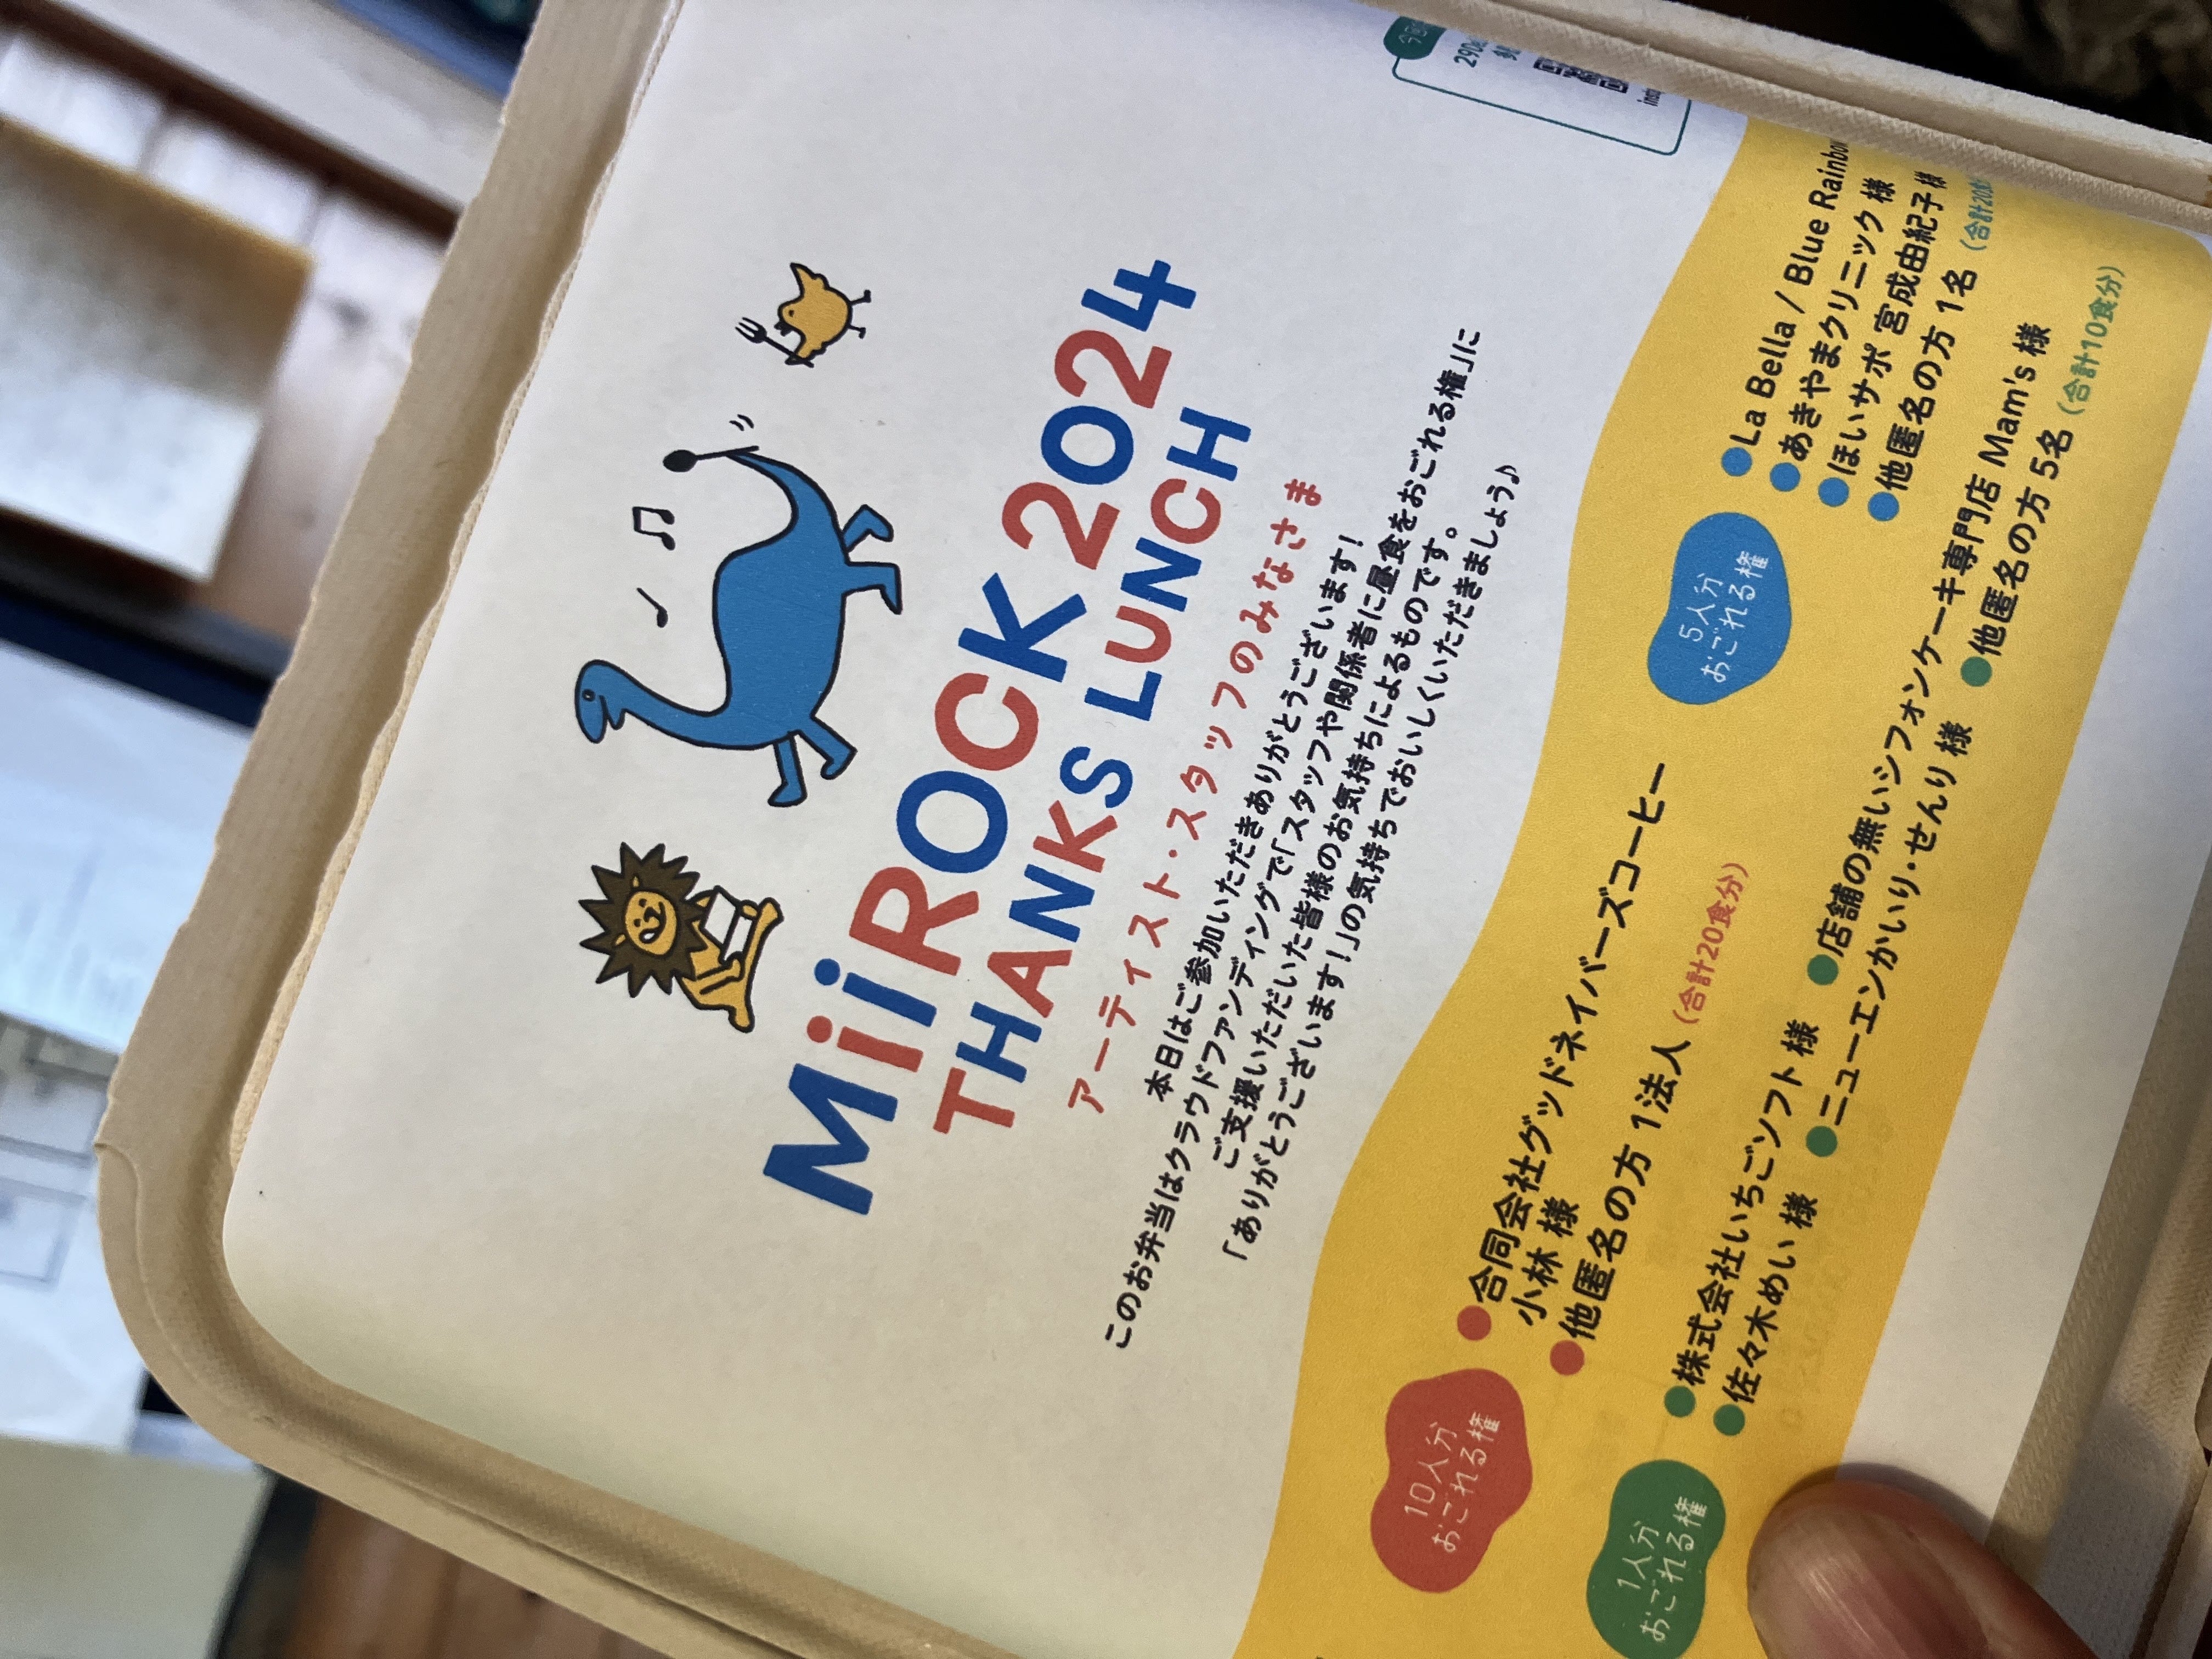 MiiROCK 2024
THANKS LUNCH
アーティスト・スタッフのみなさま
本日はご参加いただきありがとうございます!
このお弁当はクラウドファンディングで「スタッフや関係者に昼食をおごれる権」に
ご支援いただいた皆様のお気持ちによるものです。
「ありがとうございます!」の気持ちでおいしくいただきましょう♪
290
10人分
おごれる権
●合同会社グッドネイバーズコーヒー
小林 様
●他匿名の方 1法人 (合計20食分)
5人分
おごれる権
●La Bella / Blue
●あきやまクリニック 様
●ほいサポ 宮成由紀子 様
●他匿名の方 1名 (合計20食
1人分
おごれる権
●株式会社いちごソフト 様
●店舗の無いシフォンケーキ専門店 Mam's 様
●佐々木めい 様
●ニューエンかいり・せんり 様
●他匿名の方 5名 (合計10食分)